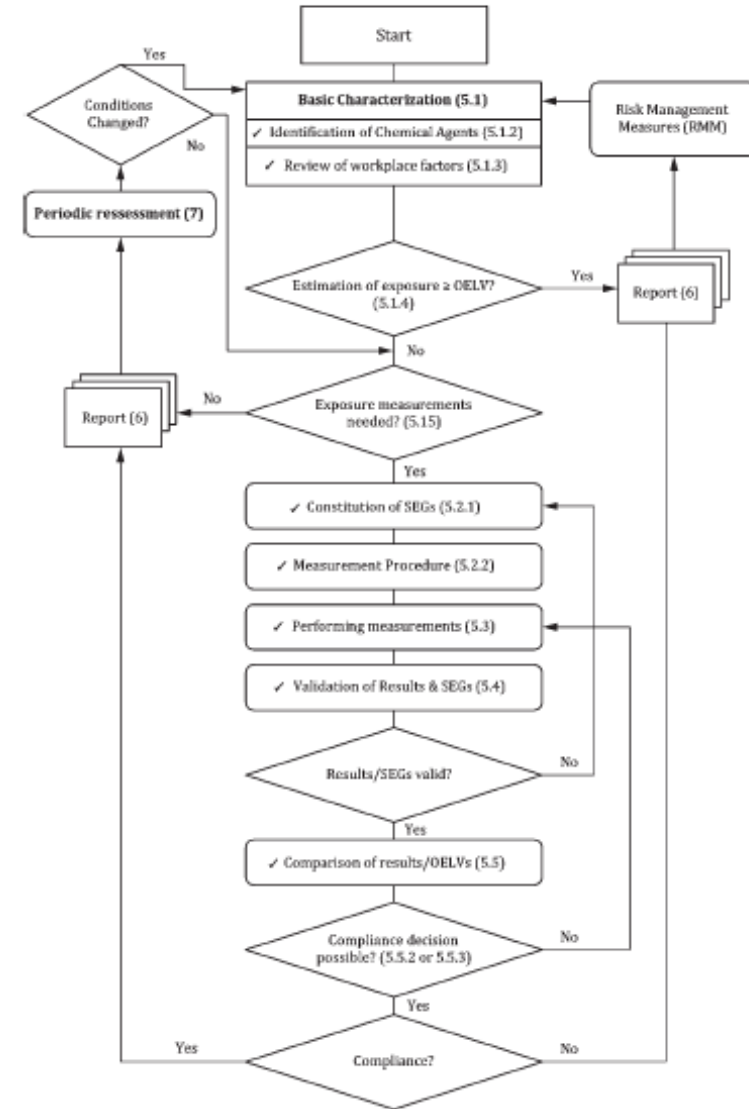 Start
Yes
Conditions
Changed?
No
Basic Characterization (5.1)
✓ Identification of Chemical Agents (5.1.2)
✓ Review of workplace factors (5.1.3)
Risk Management
Measures (RMM)
Periodic ressessment (7)
Estimation of exposure ≥ OELV?
(5.1.4)
Yes
Report (6)
No
Exposure measurements
needed? (5.15)
No
Report (6)
Yes
✓ Constitution of SEGs (5.2.1)
✓ Measurement Procedure (5.2.2)
✓ Performing measurements (5.3)
✓ Validation of Results & SEGs (5.4)
Results/SEGs valid?
No
Yes
✓ Comparison of results/OELVs (5.5)
Compliance decision
possible? (5.5.2 or 5.5.3)
No
Yes
Yes
Compliance?
No